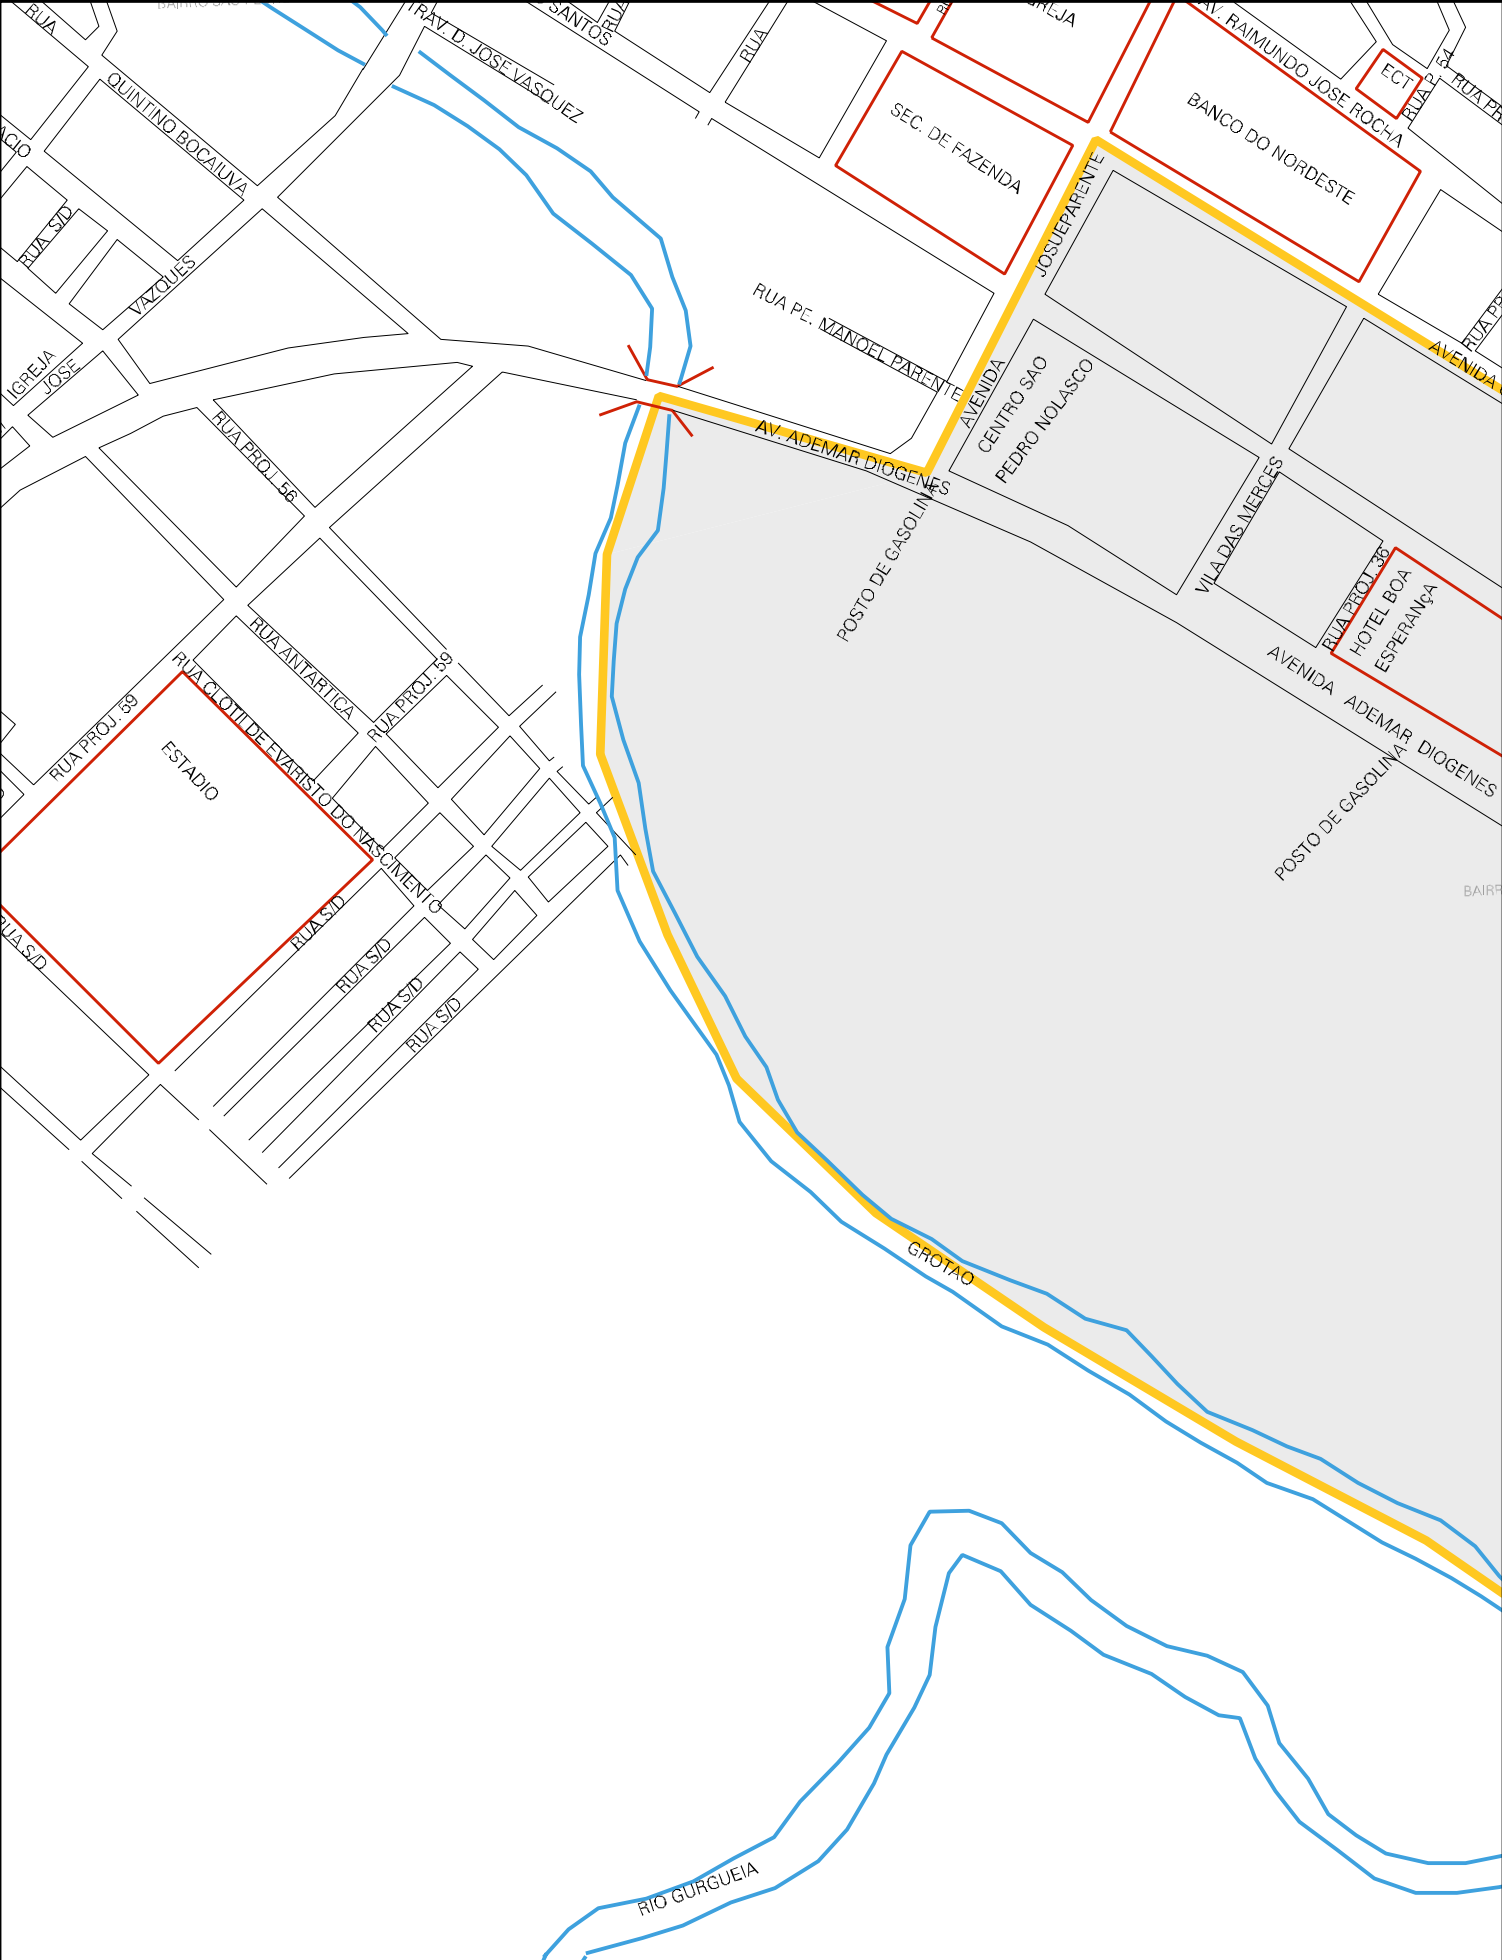 RUA
QUINTINO BOCAIUVA
TRAV. D. JOSE VASQUEZ
SANTOS
RUA
RUA
IGREJA
AV. RAIMUNDO JOSE ROCHA
ECT
RUA P. 54
BANCO DO NORDESTE
SEC. DE FAZENDA
RUA S/D
VAZQUES
IGREJA
JOSE
JOSUEPARENTE
AVENIDA
RUA PE. MANOEL PARENTE
AVENIDA
CENTRO SAO
PEDRO NOLASCO
AV. ADEMAR DIOGENES
POSTO DE GASOLINA
VILA DAS MERCES
RUA PROJ. 36
HOTEL BOA
ESPERANçA
AVENIDA ADEMAR DIOGENES
POSTO DE GASOLINA
RUA PROJ. 56
RUA ANTARTICA
RUA PROJ. 59
RUA CLOTILDE EVARISTO DO NASCIMENTO
RUA PROJ. 59
ESTADIO
RUA S/D
RUA S/D
RUA S/D
RUA S/D
RUA S/D
GROTAO
RIO GURGUEIA